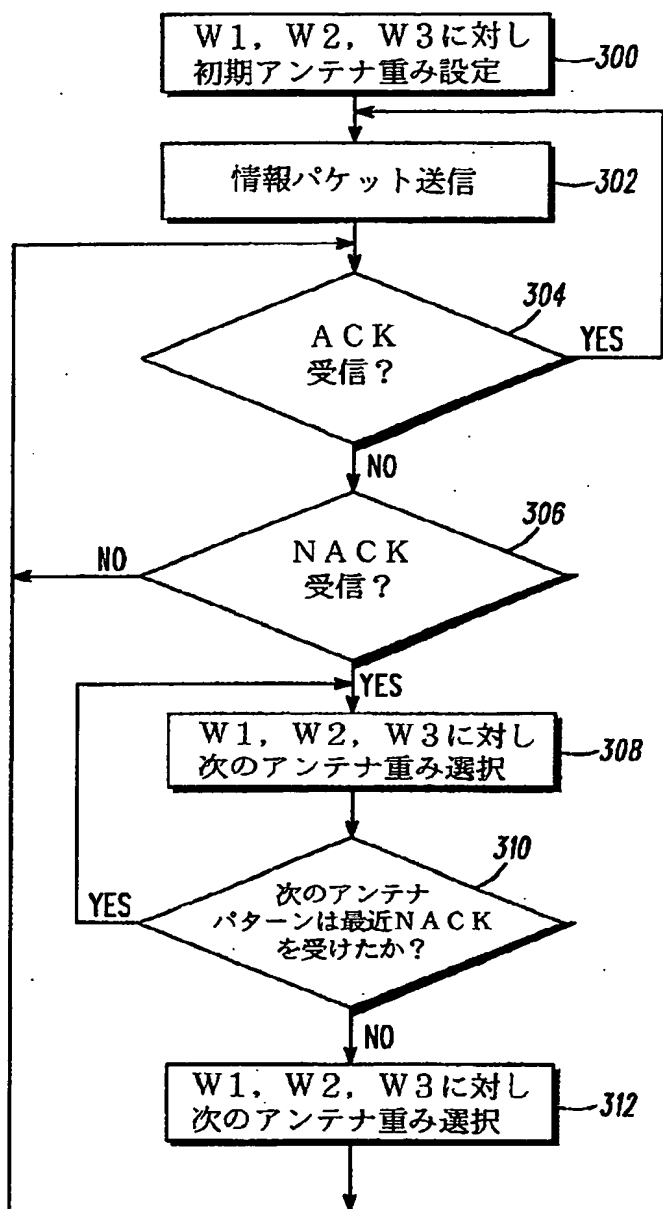 W1, W2, W3に対し
初期アンテナ重み設定
300
情報パケット送信
302
304
ACK
受信?
YES
NO
306
NACK
受信?
NO
YES
W1, W2, W3に対し
次のアンテナ重み選択
308
310
次のアンテナ
パターンは最近NACK
を受けたか?
YES
NO
W1, W2, W3に対し
次のアンテナ重み選択
312